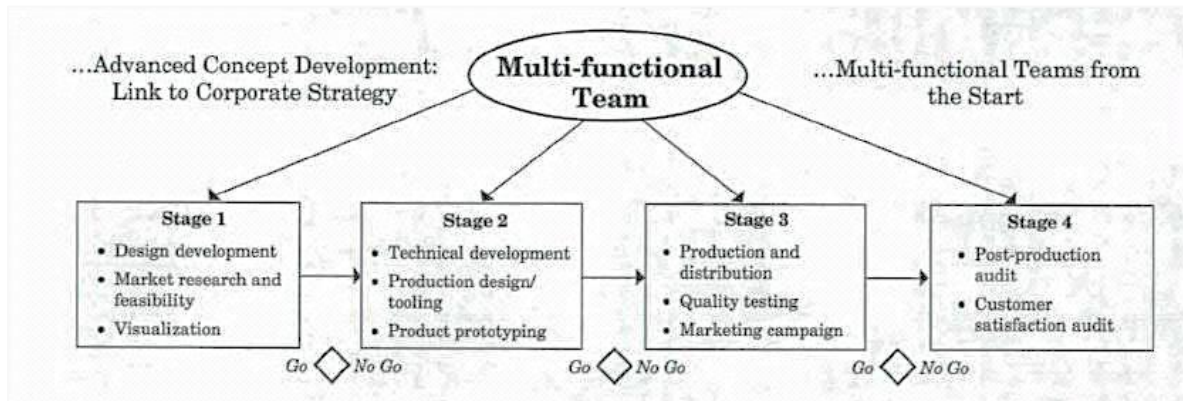 ...Advanced Concept Development:
Link to Corporate Strategy
Multi-functional
Team
...Multi-functional Teams from
the Start
Stage 1
• Design development
• Market research and
feasibility
• Visualization
Stage 2
• Technical development
• Production design/
tooling
• Product prototyping
Stage 3
• Production and
distribution
• Quality testing
• Marketing campaign
Stage 4
• Post-production
audit
• Customer
satisfaction audit
Go No Go
Go No Go
Go No Go